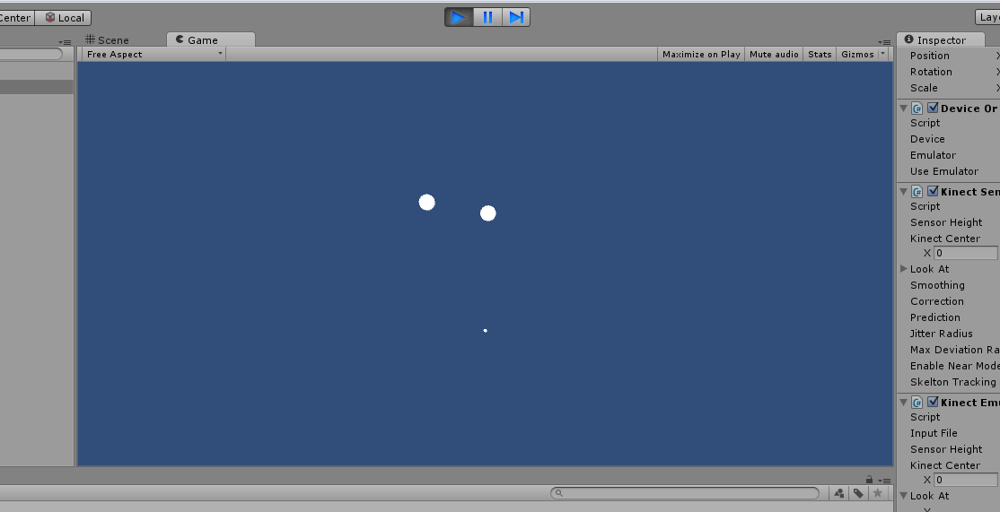 Center Local
Scene Game
Free Aspect Maximize on Play Mute audio Stats Gizmos
Inspector
Position X
Rotation X
Scale X
Device Or
Script
Device
Emulator
Use Emulator
Kinect Sen
Script
Sensor Height
Kinect Center
X 0
Look At
Smoothing
Correction
Prediction
Jitter Radius
Max Deviation Ra
Enable Near Mode
Skelton Tracking
Kinect Emu
Script
Input File
Sensor Height
Kinect Center
X 0
Look At